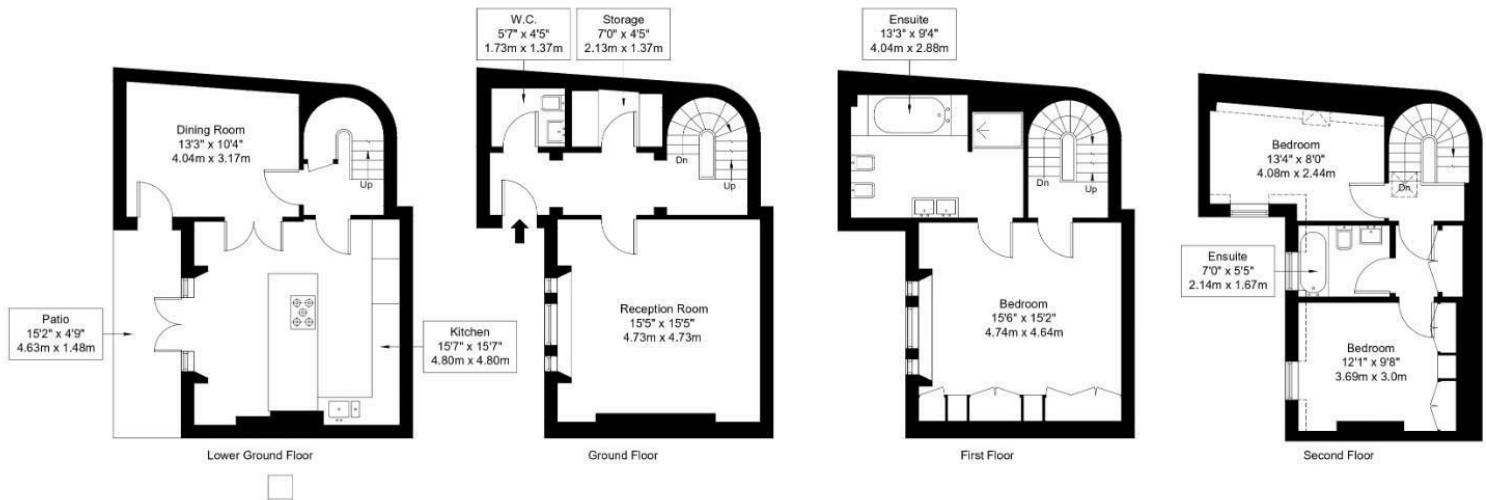 W.C.
5'7" x 4'5"
1.73m x 1.37m
Storage
7'0" x 4'5"
2.13m x 1.37m
Ensuite
13'3" x 9'4"
4.04m x 2.88m
Dining Room
13'3" x 10'4"
4.04m x 3.17m
Up
Dn
Up
Dn
Up
Bedroom
13'4" x 8'0"
4.08m x 2.44m
Dn
Ensuite
7'0" x 5'5"
2.14m x 1.67m
Patio
15'2" x 4'9"
4.63m x 1.48m
Kitchen
15'7" x 15'7"
4.80m x 4.80m
Reception Room
15'5" x 15'5"
4.73m x 4.73m
Bedroom
15'6" x 15'2"
4.74m x 4.64m
Bedroom
12'1" x 9'8"
3.69m x 3.0m
Lower Ground Floor
Ground Floor
First Floor
Second Floor